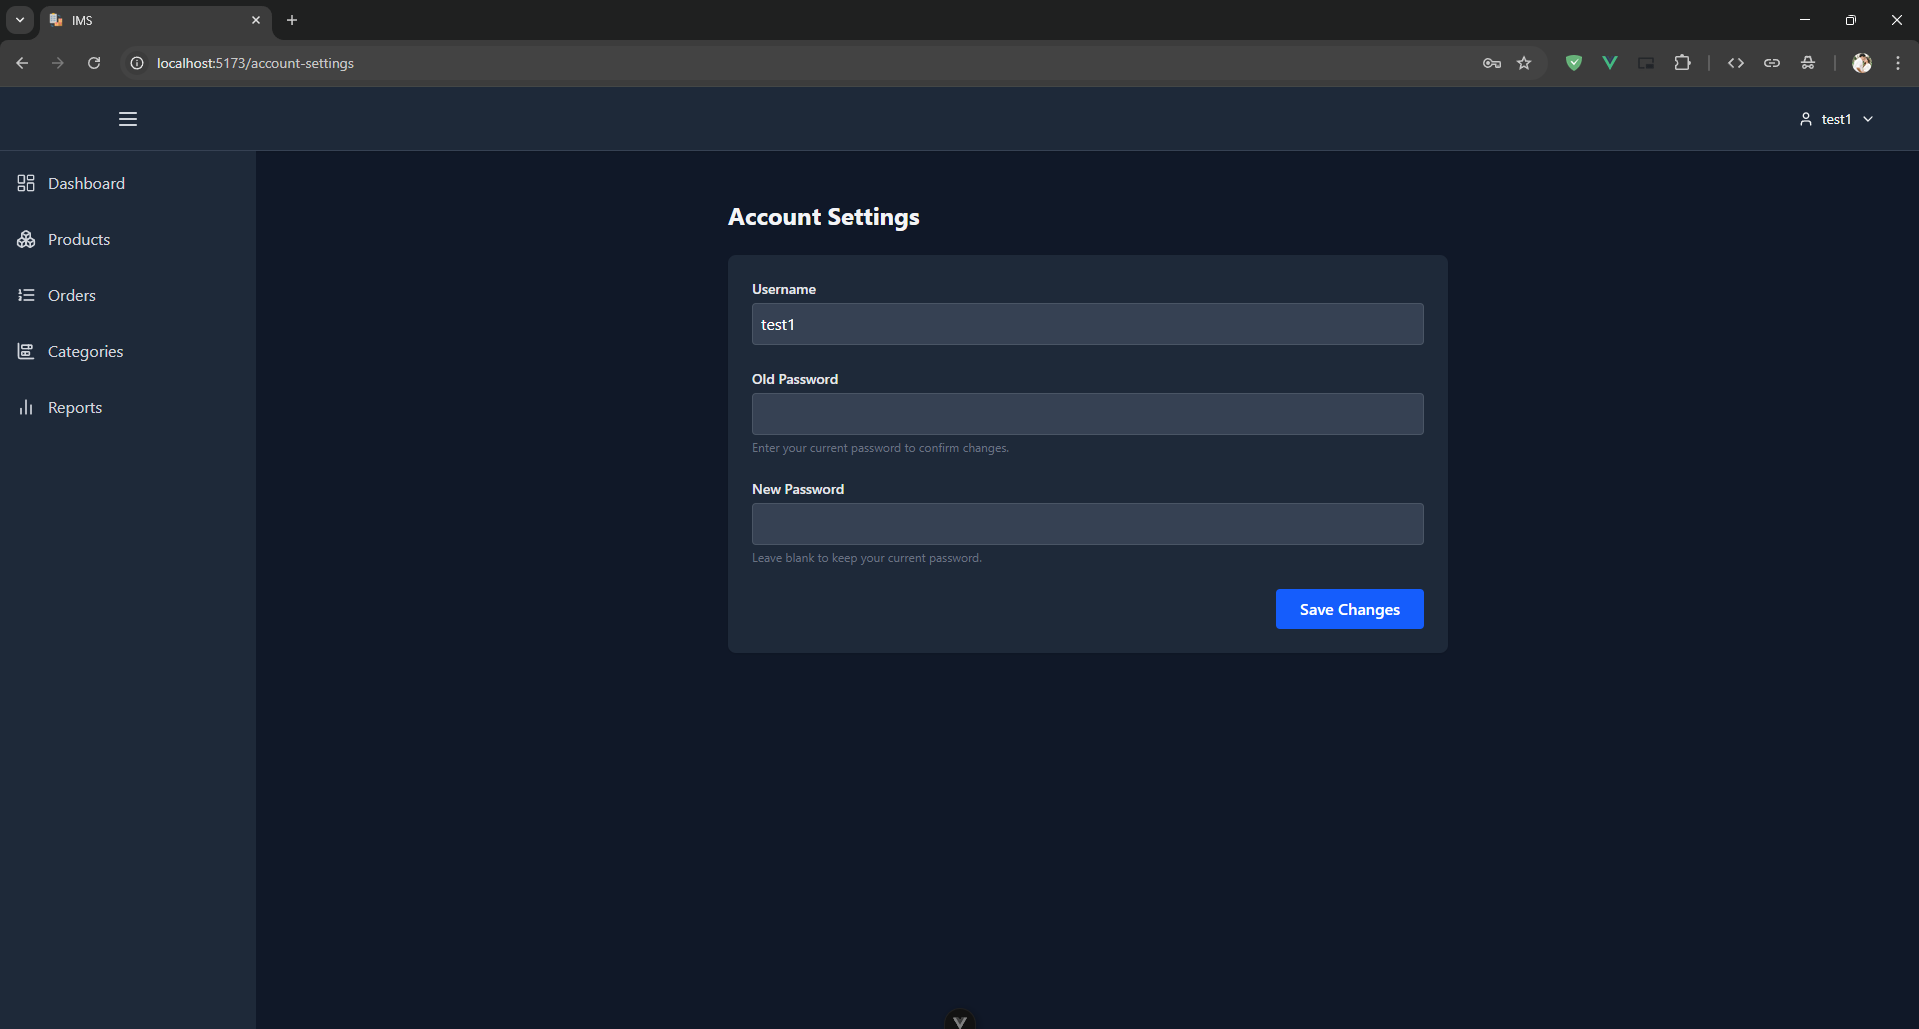 IMS
localhost:5173/account-settings
test1
Dashboard
Products
Orders
Categories
Reports
Account Settings
Username
test1
Old Password
Enter your current password to confirm changes.
New Password
Leave blank to keep your current password.
Save Changes